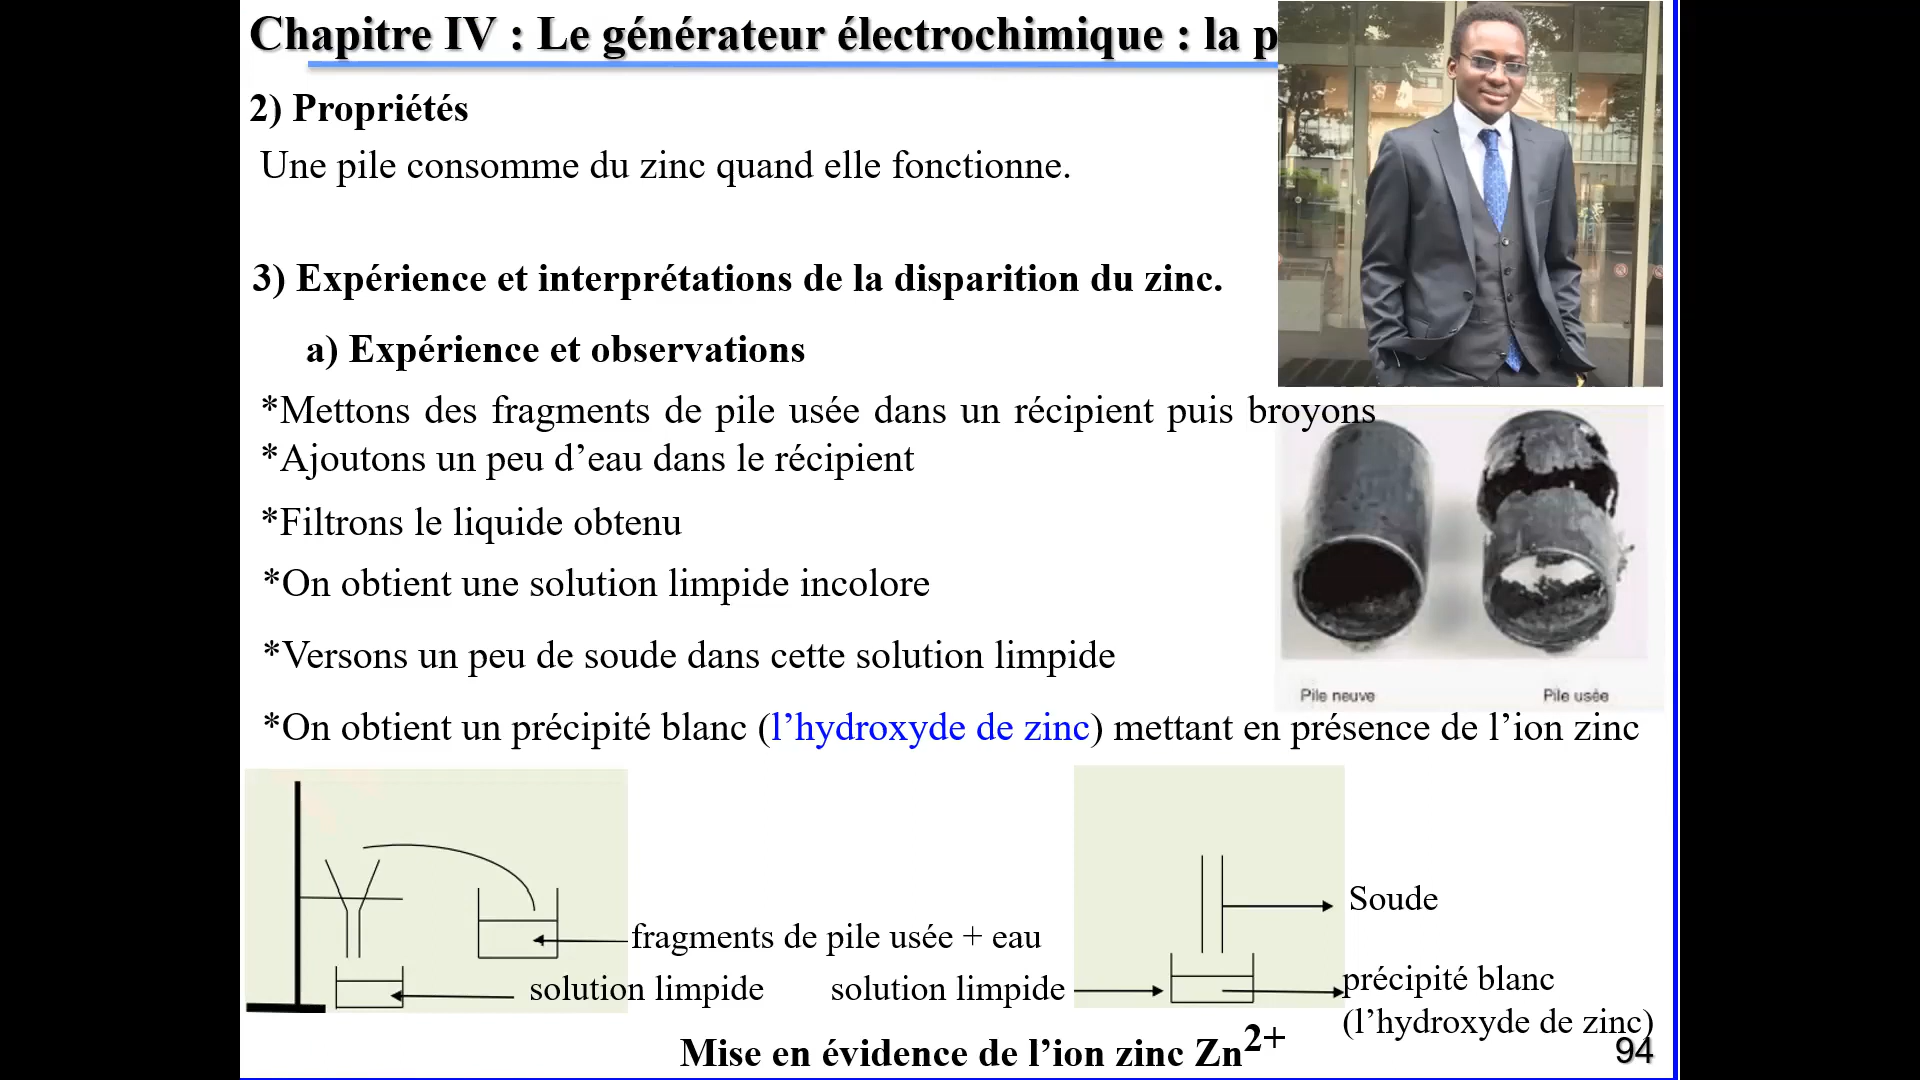 Chapitre IV : Le générateur électrochimique : la p
2) Propriétés
Une pile consomme du zinc quand elle fonctionne.
3) Expérience et interprétations de la disparition du zinc.
a) Expérience et observations
*Mettons des fragments de pile usée dans un récipient puis broyons
*Ajoutons un peu d’eau dans le récipient
*Filtrons le liquide obtenu
*On obtient une solution limpide incolore
*Versons un peu de soude dans cette solution limpide
Pile neuve
Pile usée
*On obtient un précipité blanc (l’hydroxyde de zinc) mettant en présence de l’ion zinc
fragments de pile usée + eau
solution limpide
Soude
solution limpide
précipité blanc
(l’hydroxyde de zinc)
Mise en évidence de l’ion zinc Zn²⁺
94